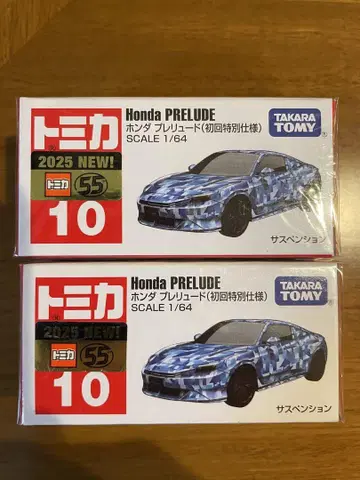 トミカ
2025 NEW!
トミカ 55
10
Honda PRELUDE
ホンダ プレリュード(初回特別仕様)
SCALE 1/64
TAKARA
TOMY
サスペンション
トミカ
2025 NEW!
トミカ 55
10
Honda PRELUDE
ホンダ プレリュード(初回特別仕様)
SCALE 1/64
TAKARA
TOMY
サスペンション